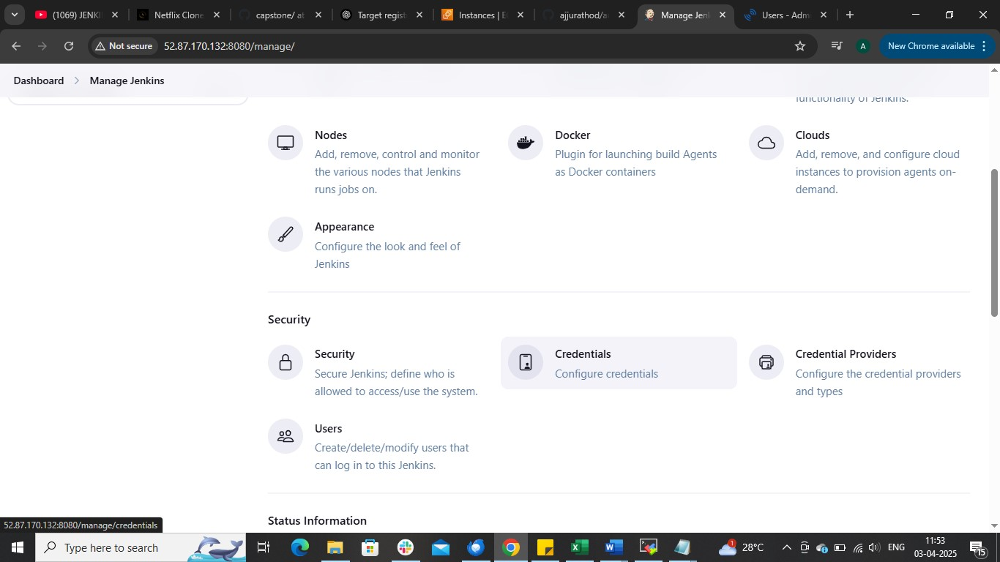 (1069) JENKI
Netflix Clone
capstone/ at
Target regist
Instances | E
ajjurathod/a
Manage Jen
Users - Adm
Not secure
52.87.170.132:8080/manage/
A
New Chrome available
Dashboard
Manage Jenkins
functionality of Jenkins.
Nodes
Add, remove, control and monitor
the various nodes that Jenkins
runs jobs on.
Docker
Plugin for launching build Agents
as Docker containers
Clouds
Add, remove, and configure cloud
instances to provision agents on-
demand.
Appearance
Configure the look and feel of
Jenkins
Security
Security
Secure Jenkins; define who is
allowed to access/use the system.
Credentials
Configure credentials
Credential Providers
Configure the credential providers
and types
Users
Create/delete/modify users that
can log in to this Jenkins.
Status Information
52.87.170.132:8080/manage/credentials
Type here to search
1
28°C
ENG
11:53
03-04-2025
15